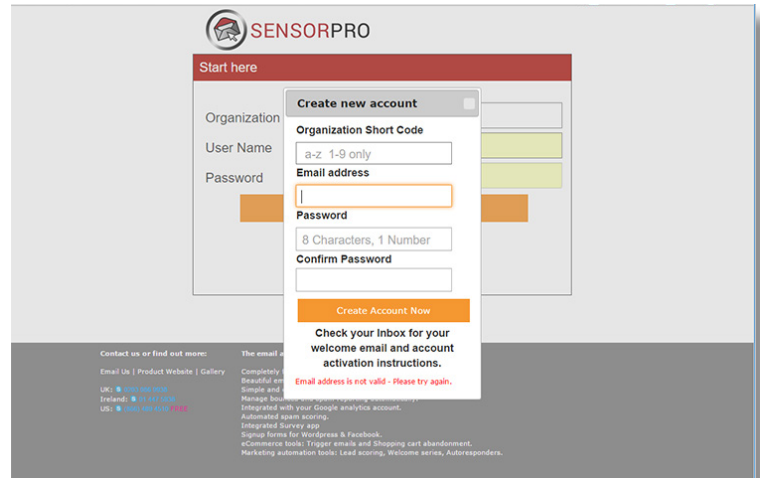 SENSORPRO
Start here
Create new account
Organization
Organization Short Code
a-z 1-9 only
User Name
Email address
Password
Password
8 Characters, 1 Number
Confirm Password
Create Account Now
Check your Inbox for your
welcome email and account
activation instructions.
Email address is not valid - Please try again.
Contact us or find out more:
Email Us | Product Website | Gallery
UK:
Ireland:
US: FREE
The email
Completely
Beautiful
Simple and
Manage
Integrated with your Google analytics account.
Automated spam scoring.
Integrated Survey app
Signup forms for Wordpress & Facebook.
eCommerce tools: Trigger emails and Shopping cart abandonment.
Marketing automation tools: Lead scoring, Welcome series, Autoresponders.